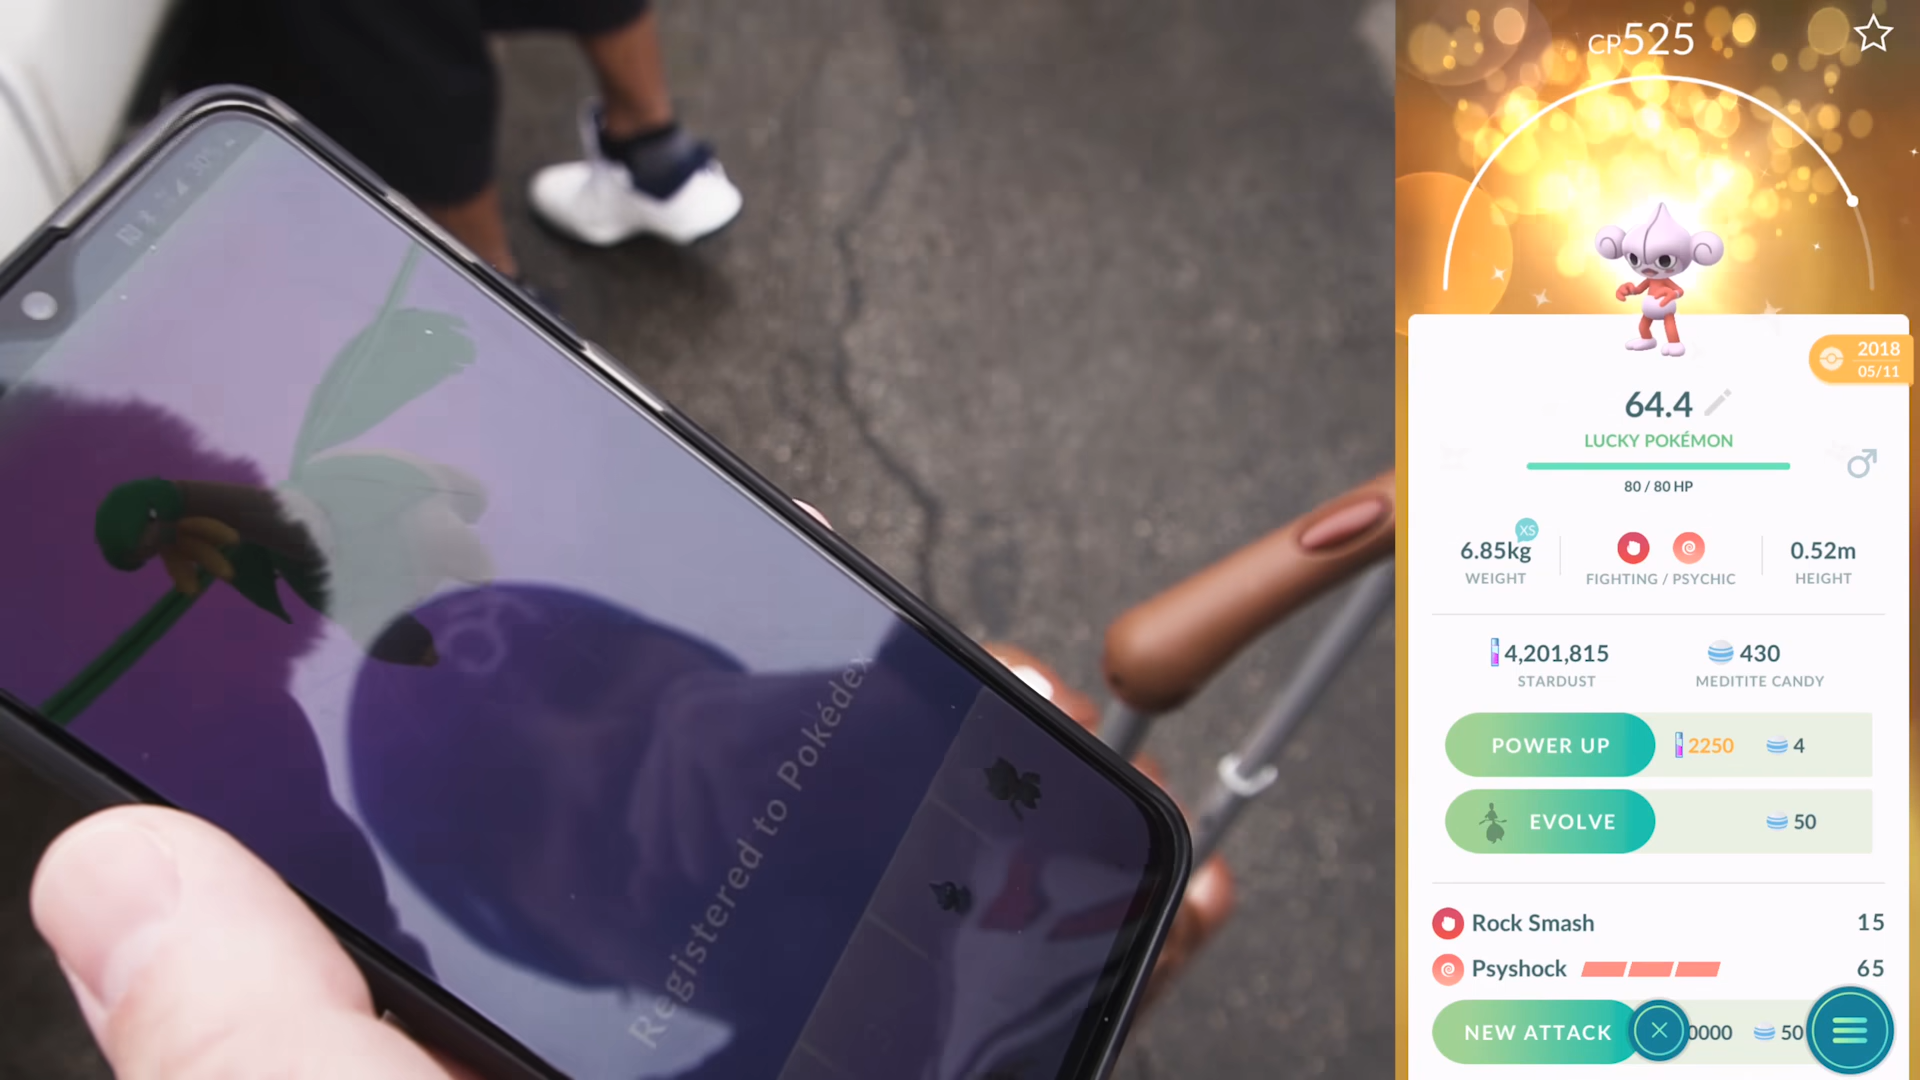 30%
Registered to Pokédex
CP525
2018
05/11
64.4
LUCKY POKÉMON
80 / 80 HP
XS
6.85kg
WEIGHT
FIGHTING / PSYCHIC
0.52m
HEIGHT
4,201,815
STARDUST
430
MEDITITE CANDY
POWER UP 2250 4
EVOLVE 50
Rock Smash 15
Psyshock 65
NEW ATTACK 0000 50